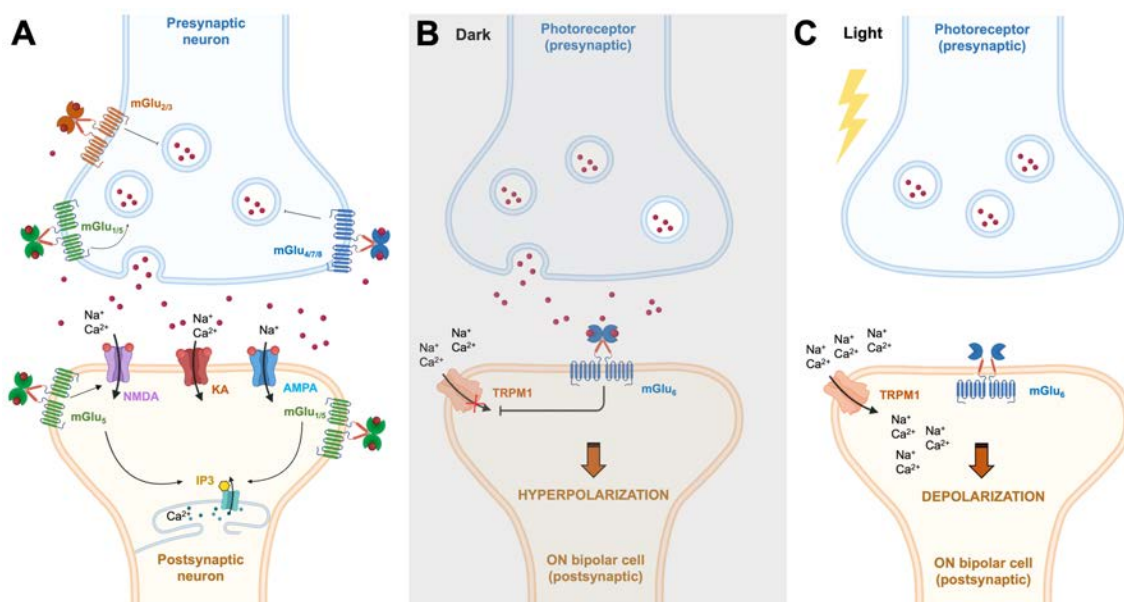 A
Presynaptic
neuron
mGlu2/3
mGlu1/5
mGlu4/7/8
Na⁺
Ca²⁺
Na⁺
Ca²⁺
Na⁺
NMDA
KA
AMPA
mGlu5
mGlu1/5
IP3
Ca²⁺
Postsynaptic
neuron
B
Dark
Photoreceptor
(presynaptic)
Na⁺
Ca²⁺
Na⁺
Ca²⁺
TRPM1
mGlu6
HYPERPOLARIZATION
ON bipolar cell
(postsynaptic)
C
Light
Photoreceptor
(presynaptic)
Na⁺
Ca²⁺
Na⁺
Ca²⁺
Na⁺
Ca²⁺
TRPM1
mGlu6
Na⁺
Ca²⁺
Na⁺
Ca²⁺
Na⁺
Ca²⁺
DEPOLARIZATION
ON bipolar cell
(postsynaptic)